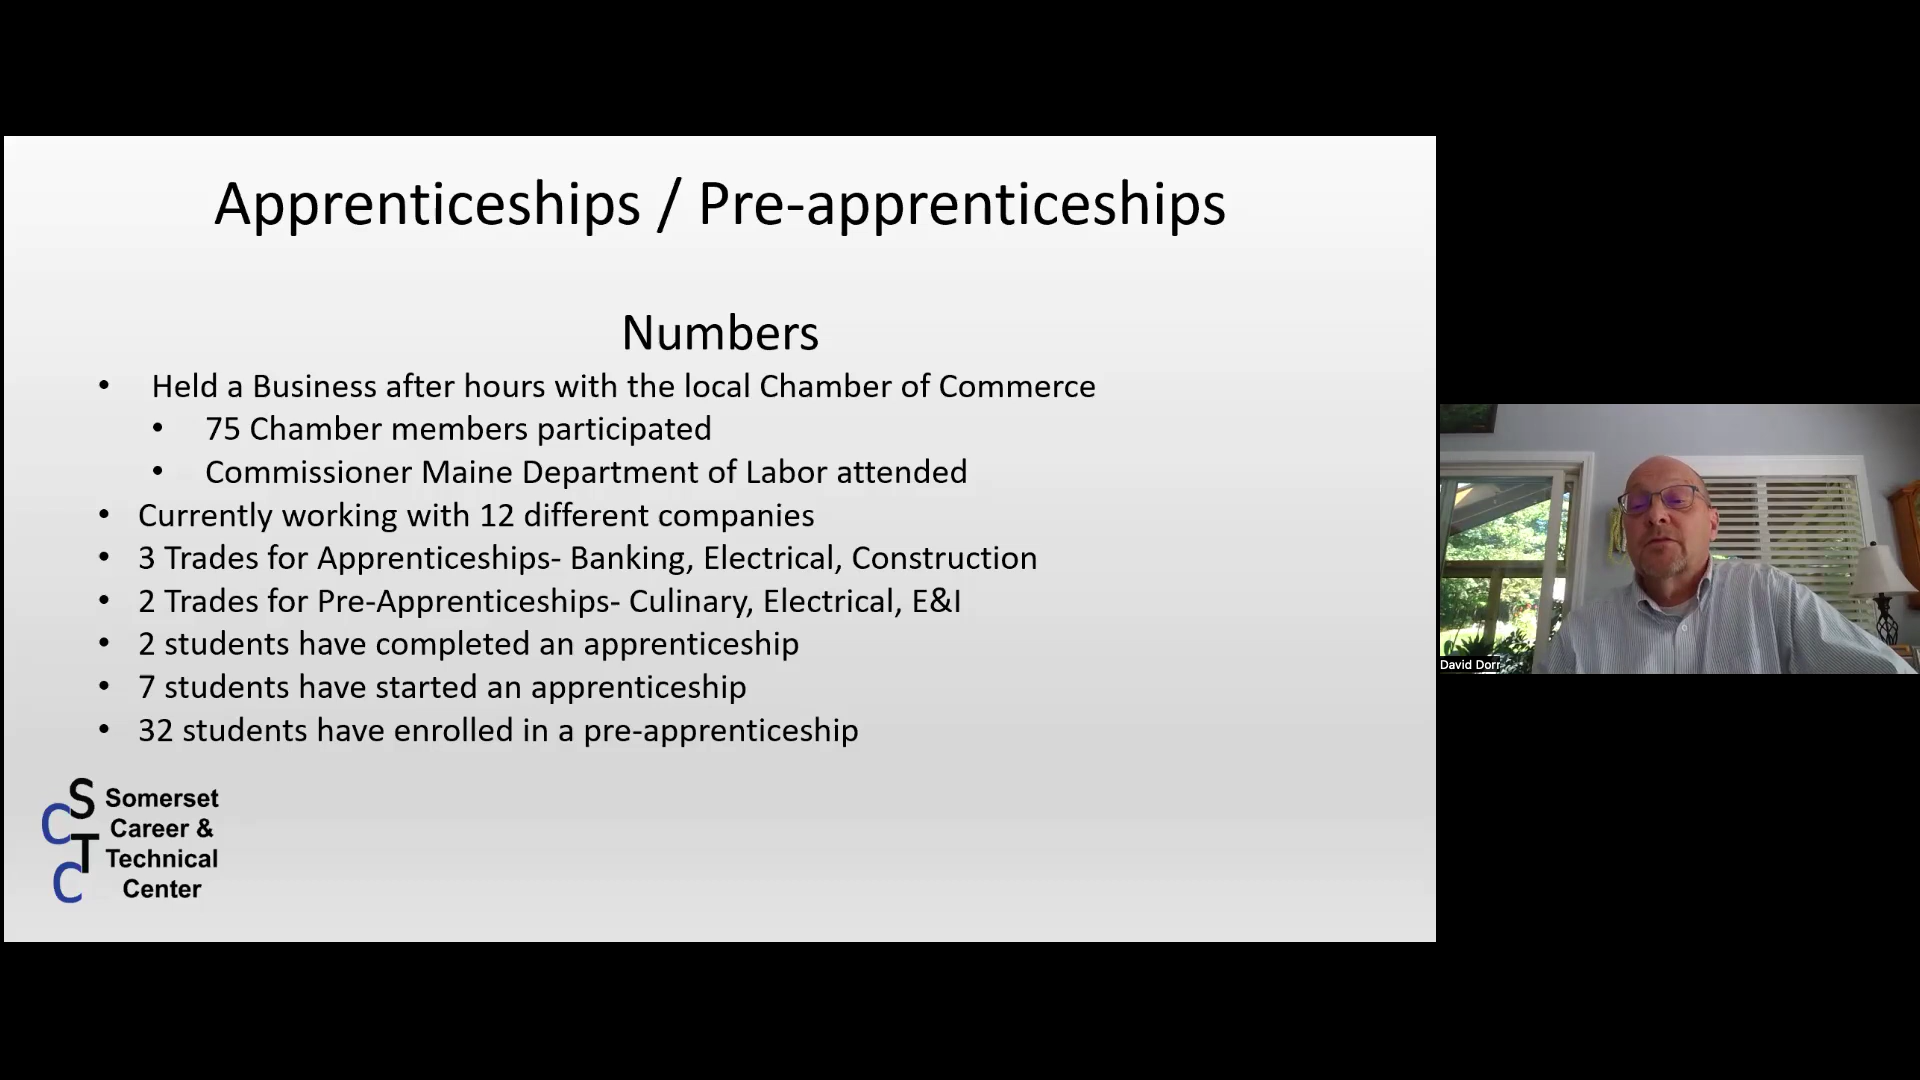 Apprenticeships / Pre-apprenticeships
Numbers
• Held a Business after hours with the local Chamber of Commerce
• 75 Chamber members participated
• Commissioner Maine Department of Labor attended
• Currently working with 12 different companies
• 3 Trades for Apprenticeships- Banking, Electrical, Construction
• 2 Trades for Pre-Apprenticeships- Culinary, Electrical, E&I
• 2 students have completed an apprenticeship
• 7 students have started an apprenticeship
• 32 students have enrolled in a pre-apprenticeship
SCTC
Somerset
Career &
Technical
Center
David Dorr